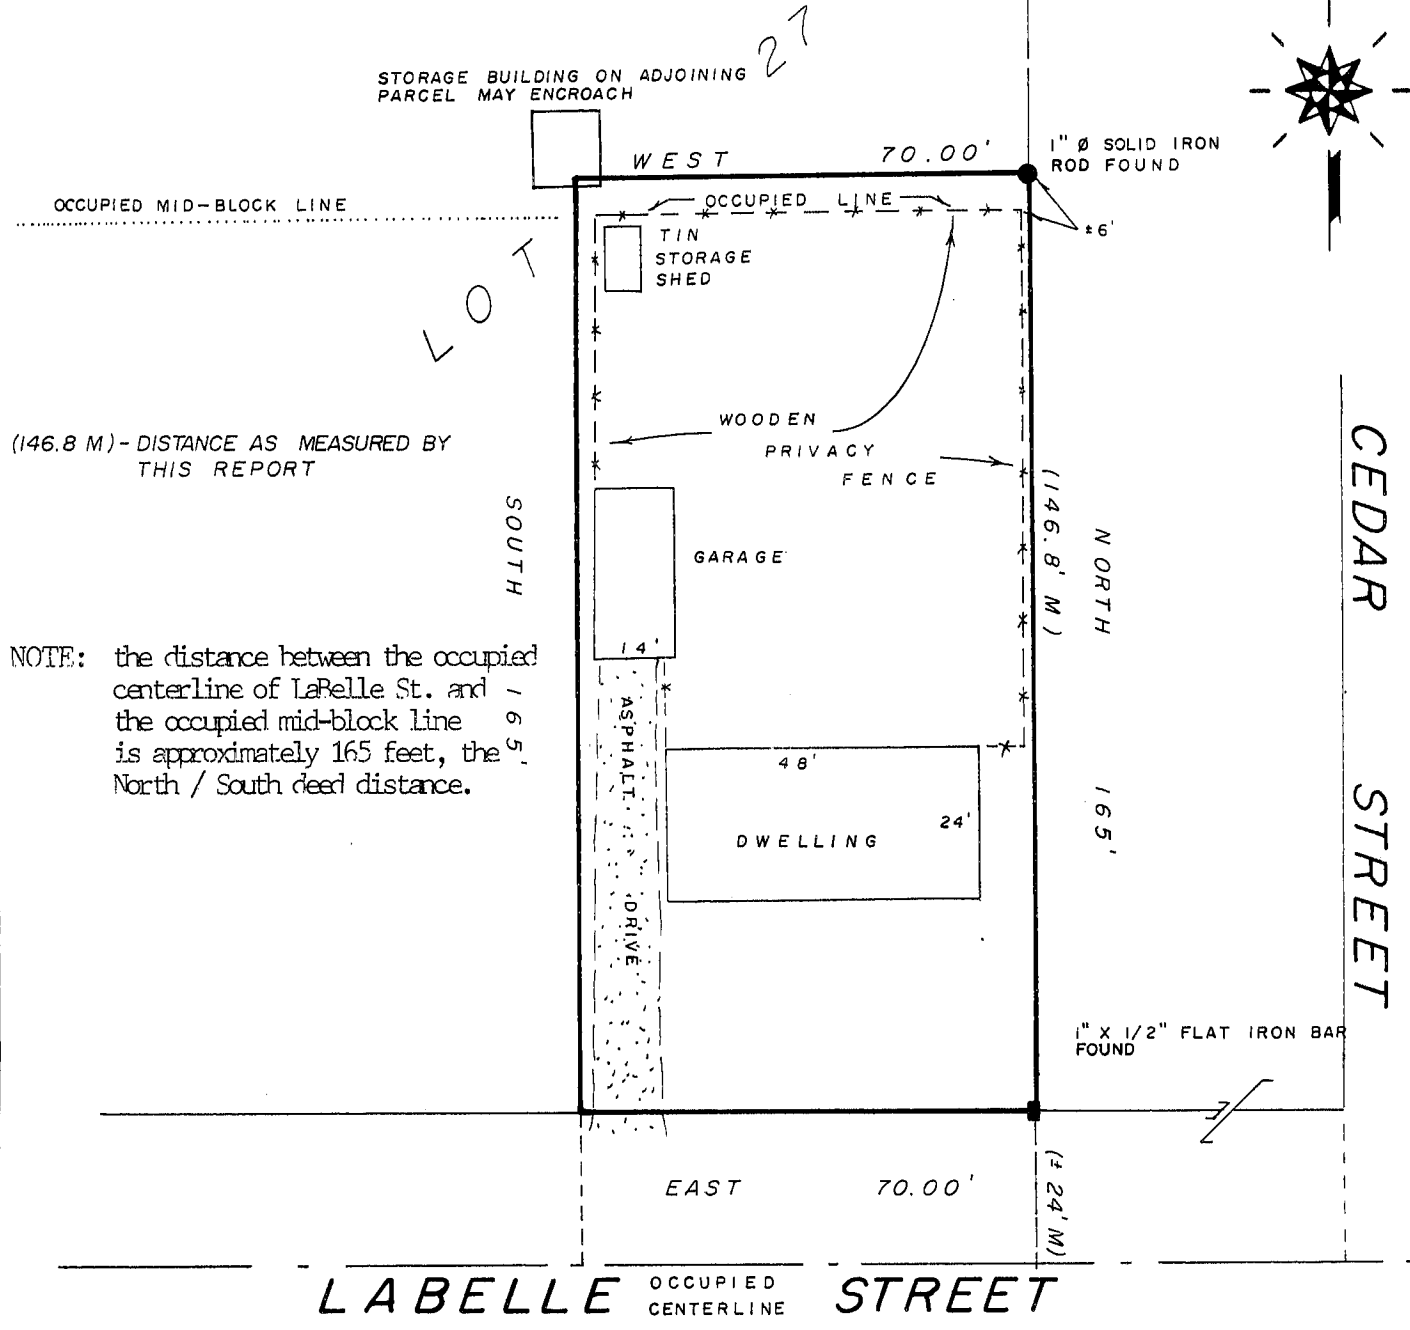 27
STORAGE BUILDING ON ADJOINING
PARCEL MAY ENCROACH
1" Ø SOLID IRON
ROD FOUND
WEST 70.00'
OCCUPIED MID-BLOCK LINE
OCCUPIED LINE
±6'
TIN
STORAGE
SHED
LOT
WOODEN
PRIVACY
FENCE
(146.8 M) - DISTANCE AS MEASURED BY
THIS REPORT
SOUTH 165'
(146.8' M)
NORTH 165'
CEDAR STREET
GARAGE
14'
NOTE: the distance between the occupied
centerline of LaBelle St. and
the occupied mid-block line
is approximately 165 feet, the
North / South deed distance.
ASPHALT DRIVE
48'
24'
DWELLING
1" X 1/2" FLAT IRON BAR
FOUND
EAST 70.00'
(± 24' M)
LABELLE STREET
OCCUPIED
CENTERLINE